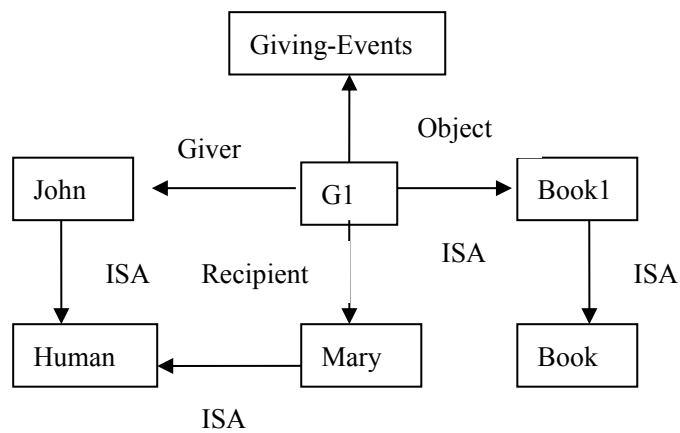 Giving-Events
Object
Giver
John
G1
Book1
ISA
ISA
Recipient
ISA
Human
Mary
Book
ISA